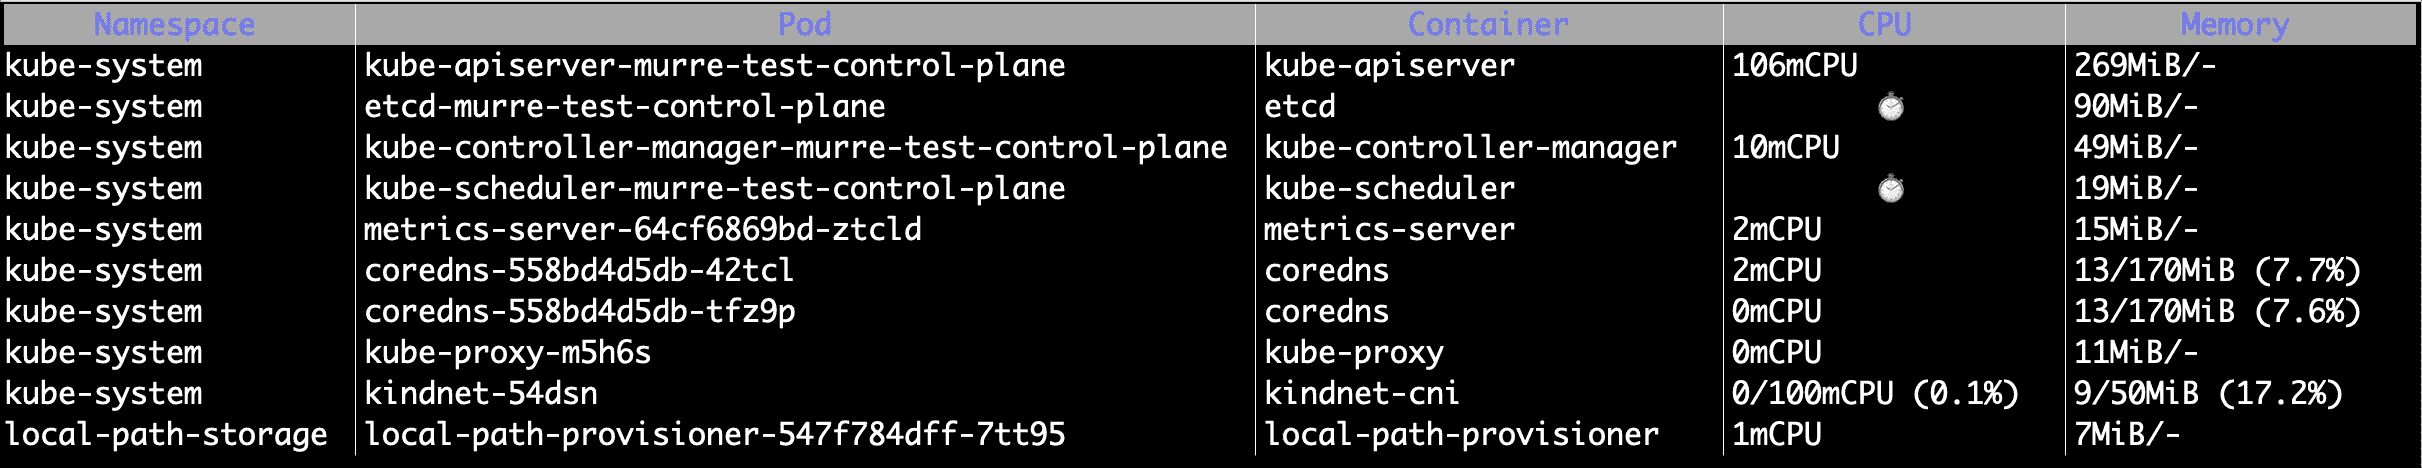 Namespace Pod Container CPU Memory
kube-system kube-apiserver-murre-test-control-plane kube-apiserver 106mCPU 269MiB/-
kube-system etcd-murre-test-control-plane etcd ⏱ 90MiB/-
kube-system kube-controller-manager-murre-test-control-plane kube-controller-manager 10mCPU 49MiB/-
kube-system kube-scheduler-murre-test-control-plane kube-scheduler ⏱ 19MiB/-
kube-system metrics-server-64cf6869bd-ztcld metrics-server 2mCPU 15MiB/-
kube-system coredns-558bd4d5db-42tcl coredns 2mCPU 13/170MiB (7.7%)
kube-system coredns-558bd4d5db-tfz9p coredns 0mCPU 13/170MiB (7.6%)
kube-system kube-proxy-m5h6s kube-proxy 0mCPU 11MiB/-
kube-system kindnet-54dsn kindnet-cni 0/100mCPU (0.1%) 9/50MiB (17.2%)
local-path-storage local-path-provisioner-547f784dff-7tt95 local-path-provisioner 1mCPU 7MiB/-